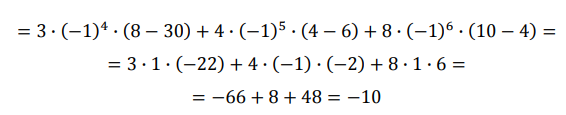 = 3 · (−1)⁴ · (8 − 30) + 4 · (−1)⁵ · (4 − 6) + 8 · (−1)⁶ · (10 − 4) =
= 3 · 1 · (−22) + 4 · (−1) · (−2) + 8 · 1 · 6 =
= −66 + 8 + 48 = −10